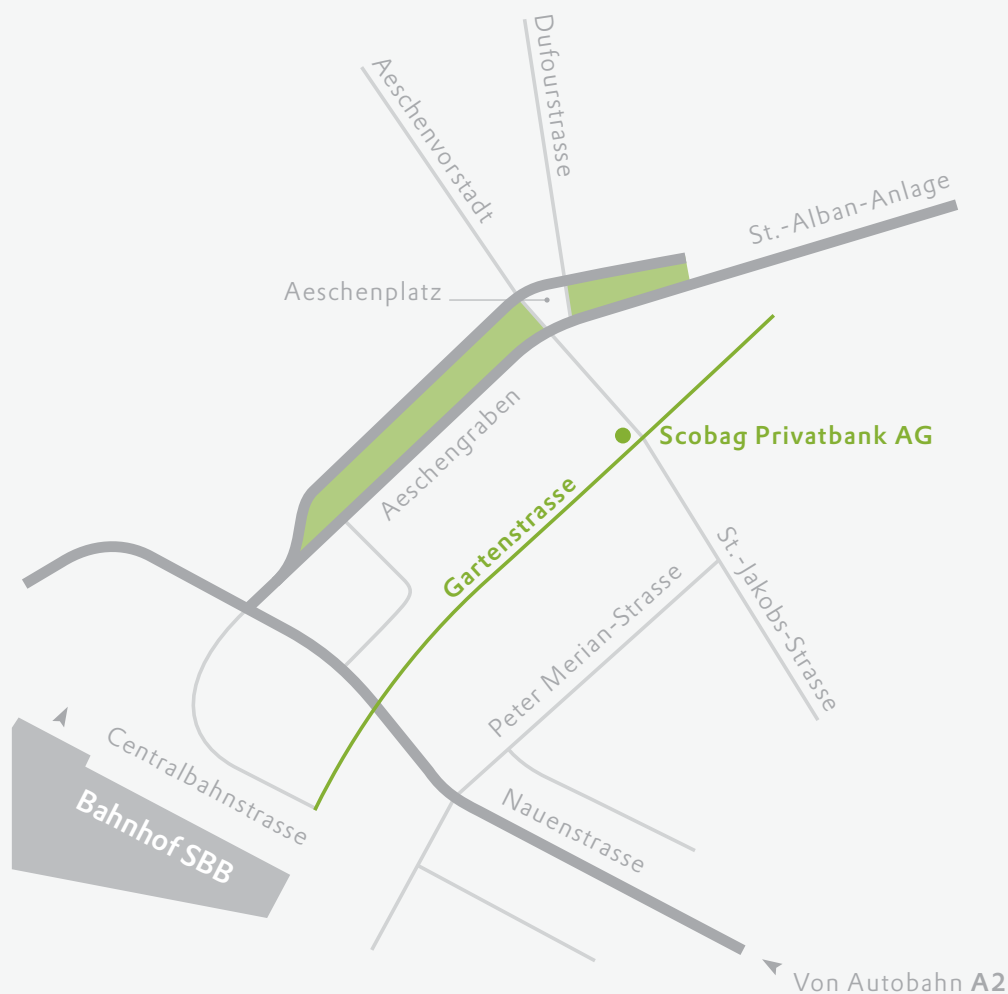 Dufourstrasse
Aeschenvorstadt
St.-Alban-Anlage
Aeschenplatz
Aeschengraben
Scobag Privatbank AG
Gartenstrasse
St.-Jakobs-Strasse
Peter Merian-Strasse
Centralbahnstrasse
Bahnhof SBB
Nauenstrasse
Von Autobahn A2